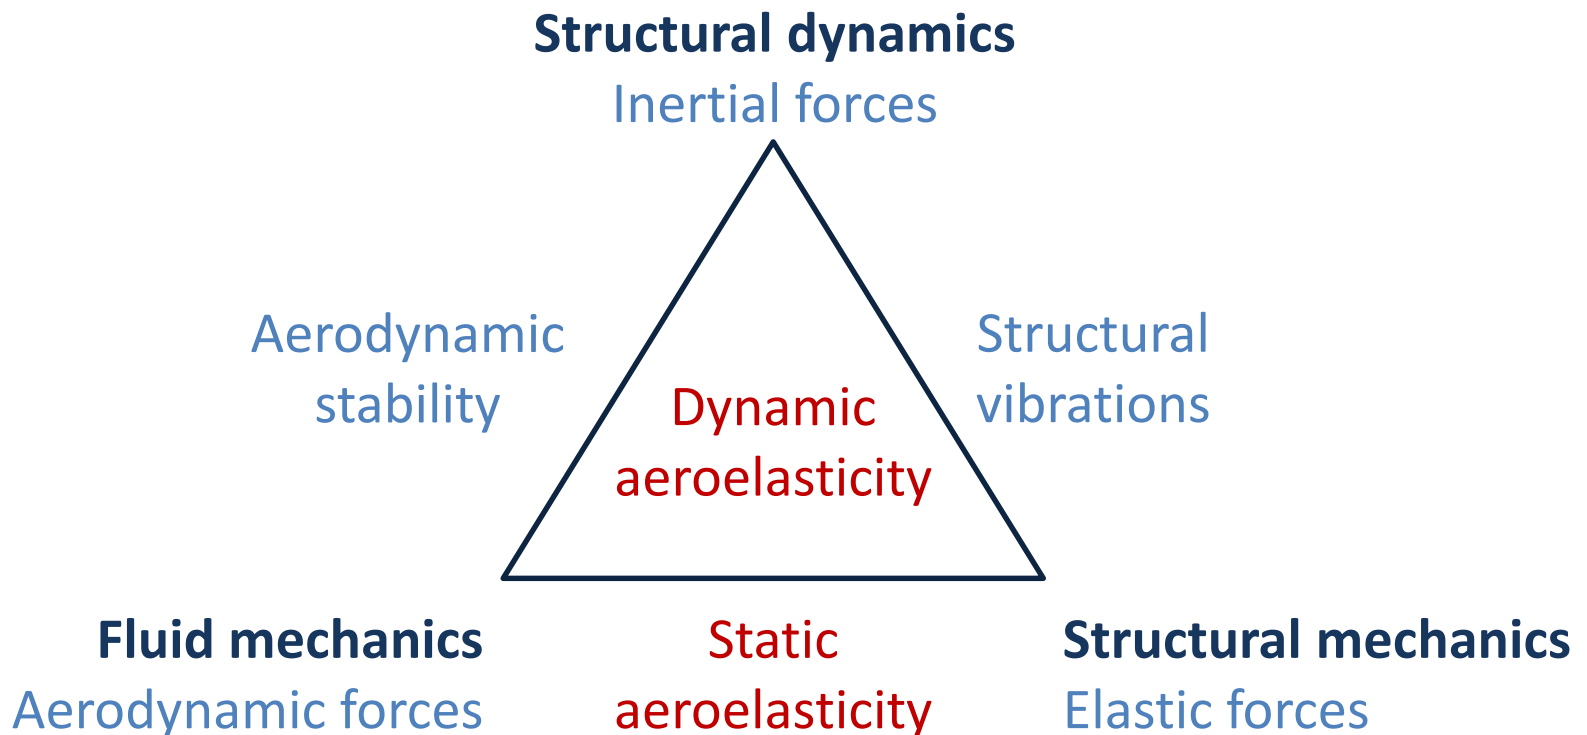 Structural dynamics
Inertial forces
Aerodynamic
stability
Structural
vibrations
Dynamic
aeroelasticity
Fluid mechanics
Aerodynamic forces
Static
aeroelasticity
Structural mechanics
Elastic forces